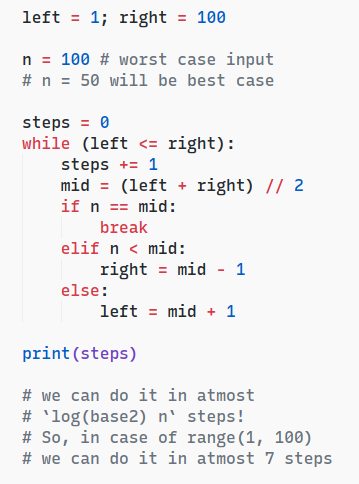 left = 1; right = 100
n = 100 # worst case input
# n = 50 will be best case
steps = 0
while (left <= right):
    steps += 1
    mid = (left + right) // 2
    if n == mid:
        break
    elif n < mid:
        right = mid - 1
    else:
        left = mid + 1
print(steps)
# we can do it in atmost
# `log(base2) n` steps!
# So, in case of range(1, 100)
# we can do it in atmost 7 steps